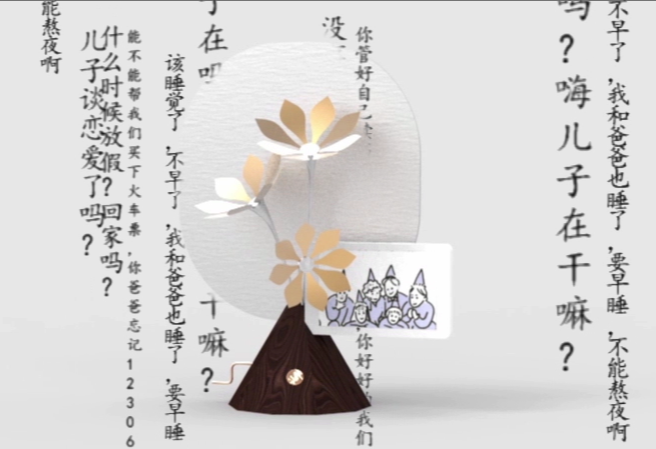 能熬夜啊
儿子谈恋爱了吗？
什么时候放假？回家吗？
能不能帮我们买下火车票，你爸爸忘记12306
该睡觉了，不早了，我和爸爸也睡了，要早睡
子在
干嘛？
没
你管好自己
你好好
我们
吗？嗨儿子在干嘛？
不早了，我和爸爸也睡了，要早睡，不能熬夜啊